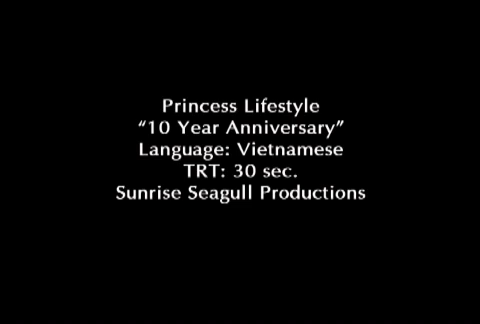 Princess Lifestyle
“10 Year Anniversary”
Language: Vietnamese
TRT: 30 sec.
Sunrise Seagull Productions